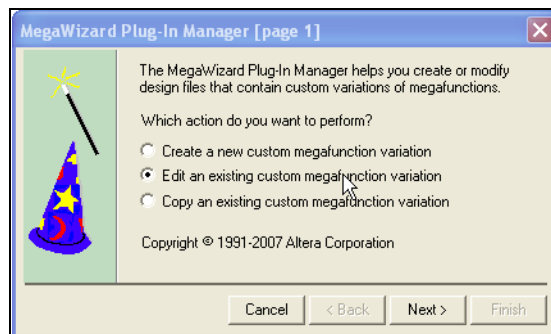 MegaWizard Plug-In Manager [page 1]
The MegaWizard Plug-In Manager helps you create or modify
design files that contain custom variations of megafunctions.
Which action do you want to perform?
Create a new custom megafunction variation
Edit an existing custom megafunction variation
Copy an existing custom megafunction variation
Copyright © 1991-2007 Altera Corporation
Cancel < Back Next > Finish